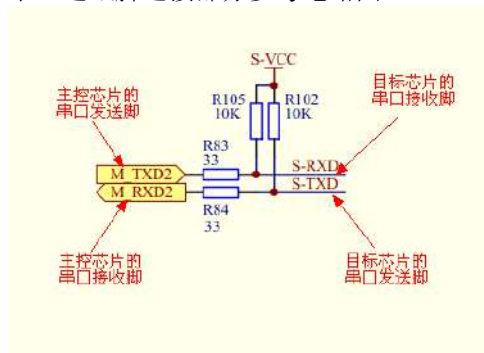 S-VCC
主控芯片的
串口发送脚
目标芯片的
串口接收脚
R105
10K
R102
10K
R83
33
M_TXD2
S-RXD
M_RXD2
S-TXD
R84
33
主控芯片的
串口接收脚
目标芯片的
串口发送脚